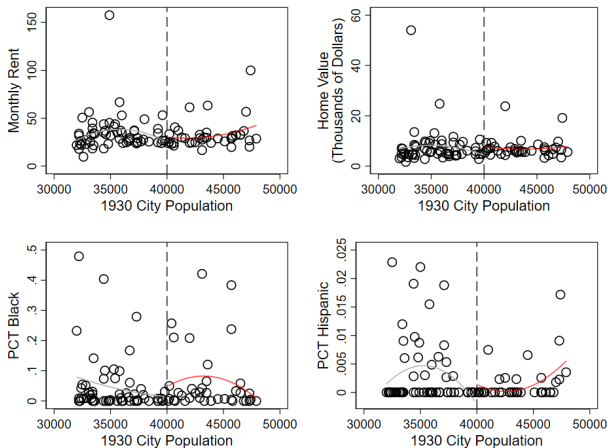 Monthly Rent
150
100
50
0
30000 35000 40000 45000 50000
1930 City Population
Home Value
(Thousands of Dollars)
60
40
20
0
30000 35000 40000 45000 50000
1930 City Population
PCT Black
.5
.4
.3
.2
.1
0
30000 35000 40000 45000 50000
1930 City Population
PCT Hispanic
.025
.02
.015
.01
.005
0
30000 35000 40000 45000 50000
1930 City Population